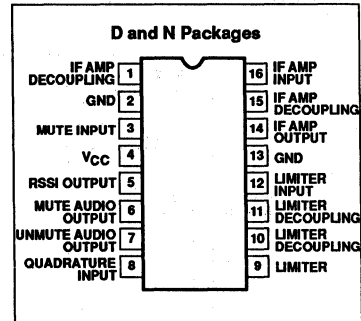 D and N Packages
IF AMP
DECOUPLING 1
GND 2
MUTE INPUT 3
VCC 4
RSSI OUTPUT 5
MUTE AUDIO
OUTPUT 6
UNMUTE AUDIO
OUTPUT 7
QUADRATURE
INPUT 8
16 IF AMP
INPUT
15 IF AMP
DECOUPLING
14 IF AMP
OUTPUT
13 GND
12 LIMITER
INPUT
11 LIMITER
DECOUPLING
10 LIMITER
DECOUPLING
9 LIMITER